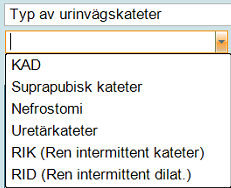 Typ av urinvägskateter
KAD
Suprapubisk kateter
Nefrostomi
Uretärkateter
RIK (Ren intermittent kateter)
RID (Ren intermittent dilat.)